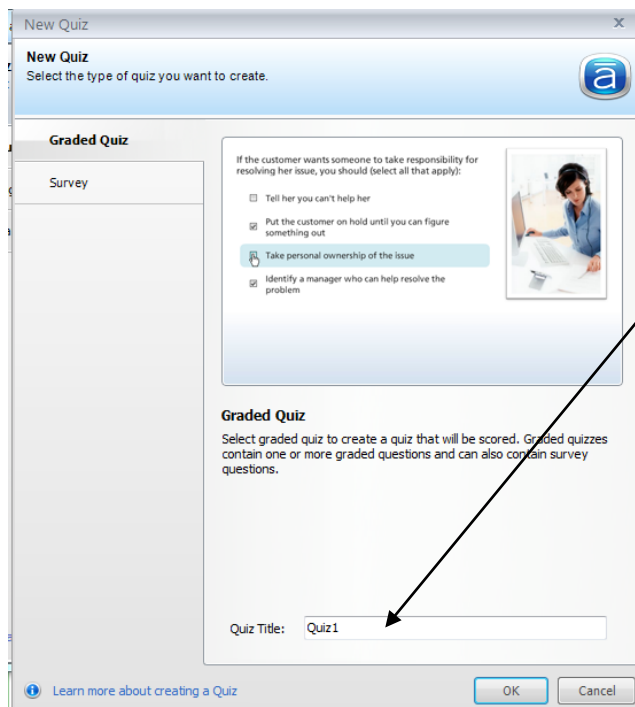 New Quiz
x
New Quiz
Select the type of quiz you want to create.
ā
Graded Quiz
Survey
If the customer wants someone to take responsibility for
resolving her issue, you should (select all that apply):
Tell her you can't help her
Put the customer on hold until you can figure
something out
Take personal ownership of the issue
Identify a manager who can help resolve the
problem
Graded Quiz
Select graded quiz to create a quiz that will be scored. Graded quizzes
contain one or more graded questions and can also contain survey
questions.
Quiz Title: Quiz1
Learn more about creating a Quiz
OK Cancel